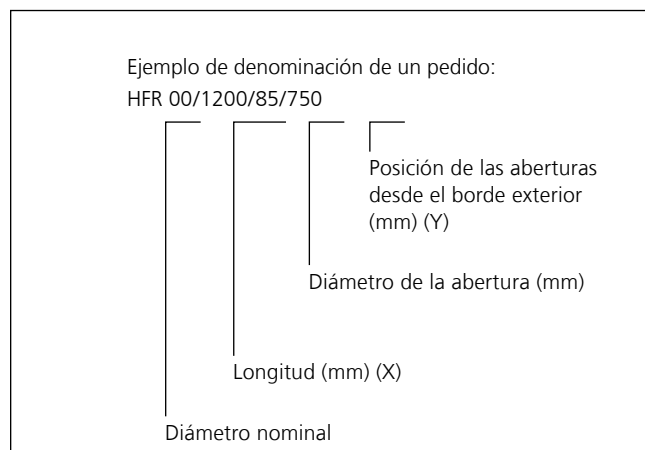 Ejemplo de denominación de un pedido:
HFR 00/1200/85/750
Posición de las aberturas
desde el borde exterior
(mm) (Y)
Diámetro de la abertura (mm)
Longitud (mm) (X)
Diámetro nominal